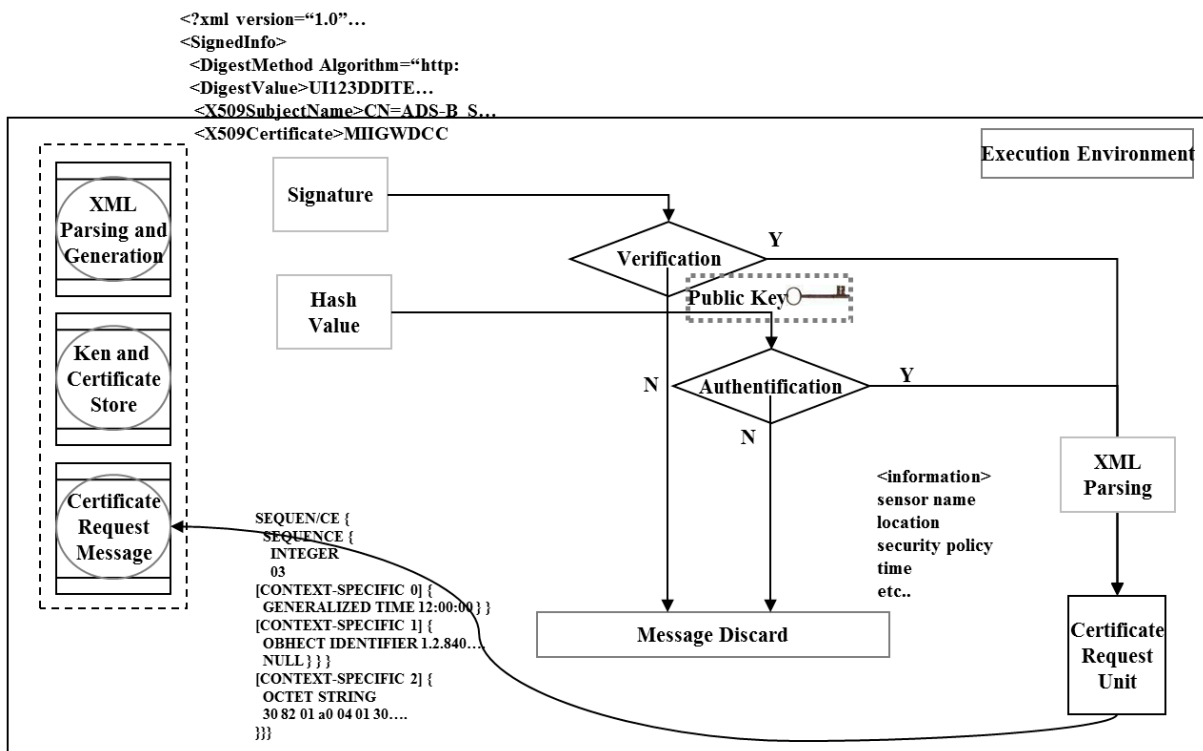 <?xml version=“1.0”…
<SignedInfo>
<DigestMethod Algorithm=“http:
<DigestValue>UI123DDITE…
<X509SubjectName>CN=ADS-B S…
<X509Certificate>MIIGWDCC
Execution Environment
XML
Parsing and
Generation
Signature
Verification
Y
Public Key
Hash
Value
Ken and
Certificate
Store
N
Authentification
Y
N
XML
Parsing
<information>
sensor name
location
security policy
time
etc..
Certificate
Request
Message
SEQUEN/CE {
SEQUENCE {
INTEGER
03
[CONTEXT-SPECIFIC 0] {
GENERALIZED TIME 12:00:00 } }
[CONTEXT-SPECIFIC 1] {
OBHECT IDENTIFIER 1.2.840….
NULL } } }
[CONTEXT-SPECIFIC 2] {
OCTET STRING
30 82 01 a0 04 01 30….
}}}
Message Discard
Certificate
Request
Unit